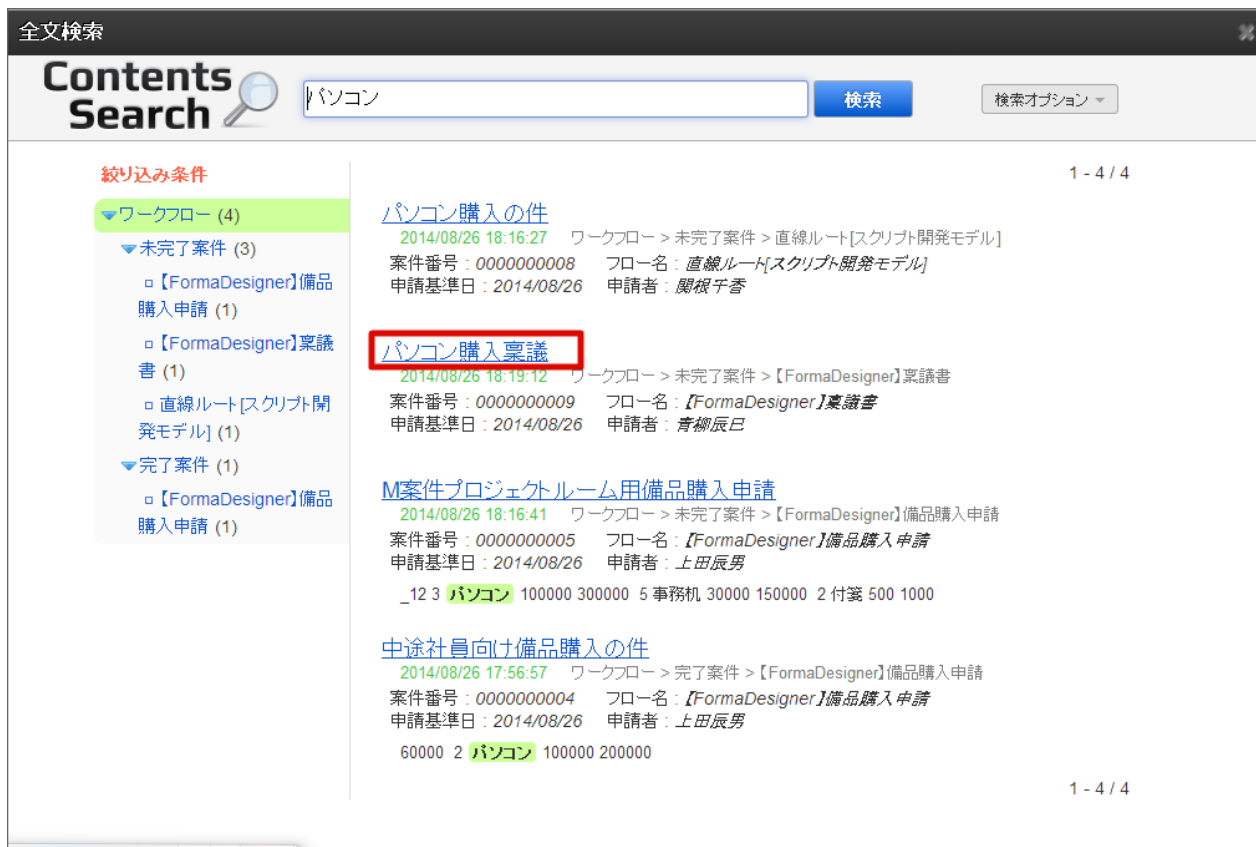 全文検索
Contents
Search
パソコン
検索
検索オプション
絞り込み条件
ワークフロー (4)
未完了案件 (3)
【FormaDesigner】備品
購入申請 (1)
【FormaDesigner】稟議
書 (1)
直線ルート[スクリプト開
発モデル] (1)
完了案件 (1)
【FormaDesigner】備品
購入申請 (1)
1 - 4 / 4
パソコン購入の件
2014/08/26 18:16:27 ワークフロー > 未完了案件 > 直線ルート[スクリプト開発モデル]
案件番号 : 0000000008 フロー名 : 直線ルート[スクリプト開発モデル]
申請基準日 : 2014/08/26 申請者 : 関根千香
パソコン購入稟議
2014/08/26 18:19:12 ワークフロー > 未完了案件 > 【FormaDesigner】稟議書
案件番号 : 0000000009 フロー名 : 【FormaDesigner】稟議書
申請基準日 : 2014/08/26 申請者 : 青柳辰巳
M案件プロジェクトルーム用備品購入申請
2014/08/26 18:16:41 ワークフロー > 未完了案件 > 【FormaDesigner】備品購入申請
案件番号 : 0000000005 フロー名 : 【FormaDesigner】備品購入申請
申請基準日 : 2014/08/26 申請者 : 上田辰男
_12 3 パソコン 100000 300000 5 事務机 30000 150000 2 付箋 500 1000
中途社員向け備品購入の件
2014/08/26 17:56:57 ワークフロー > 完了案件 > 【FormaDesigner】備品購入申請
案件番号 : 0000000004 フロー名 : 【FormaDesigner】備品購入申請
申請基準日 : 2014/08/26 申請者 : 上田辰男
60000 2 パソコン 100000 200000
1 - 4 / 4